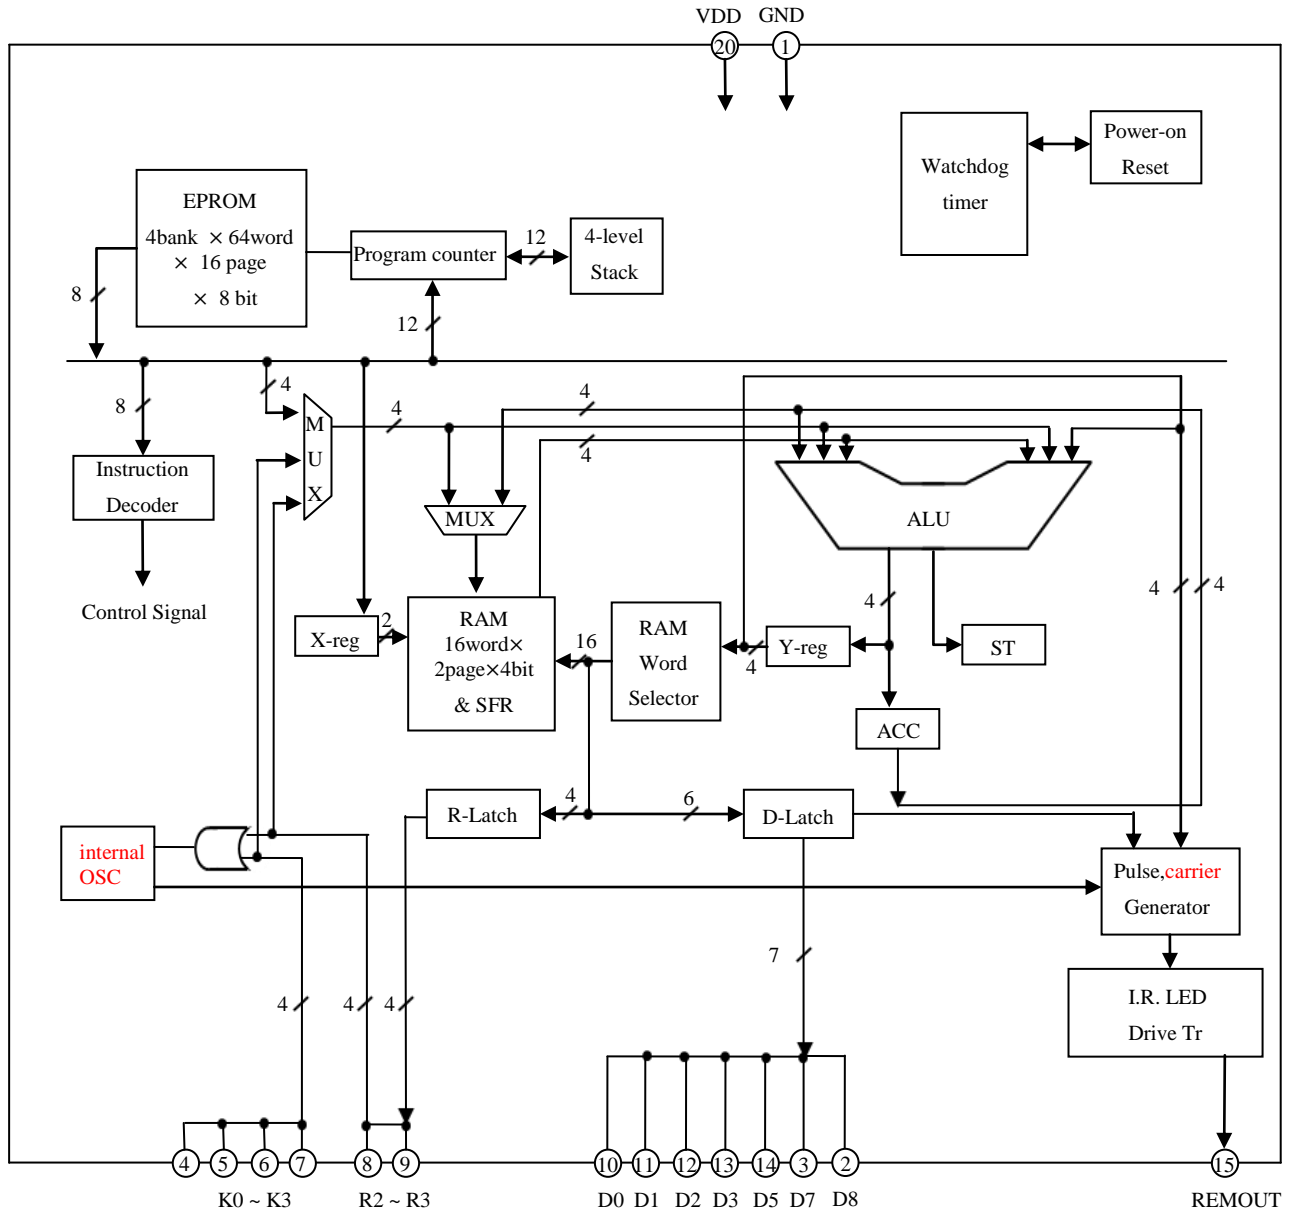 VDD GND
20 1
Watchdog
timer
Power-on
Reset
EPROM
4bank × 64word
× 16 page
× 8 bit
Program counter
12
4-level
Stack
8
12
8
4
4
4
4
M
U
X
MUX
Instruction
Decoder
Control Signal
ALU
4
4 4
X-reg
2
RAM
16word×
2page×4bit
& SFR
16
RAM
Word
Selector
4
Y-reg
ST
ACC
R-Latch
4
6
D-Latch
internal
OSC
Pulse,carrier
Generator
7
4
4
4
I.R. LED
Drive Tr
4 5 6 7 8 9 10 11 12 13 14 3 2 15
K0 ~ K3 R2 ~ R3 D0 D1 D2 D3 D5 D7 D8 REMOUT